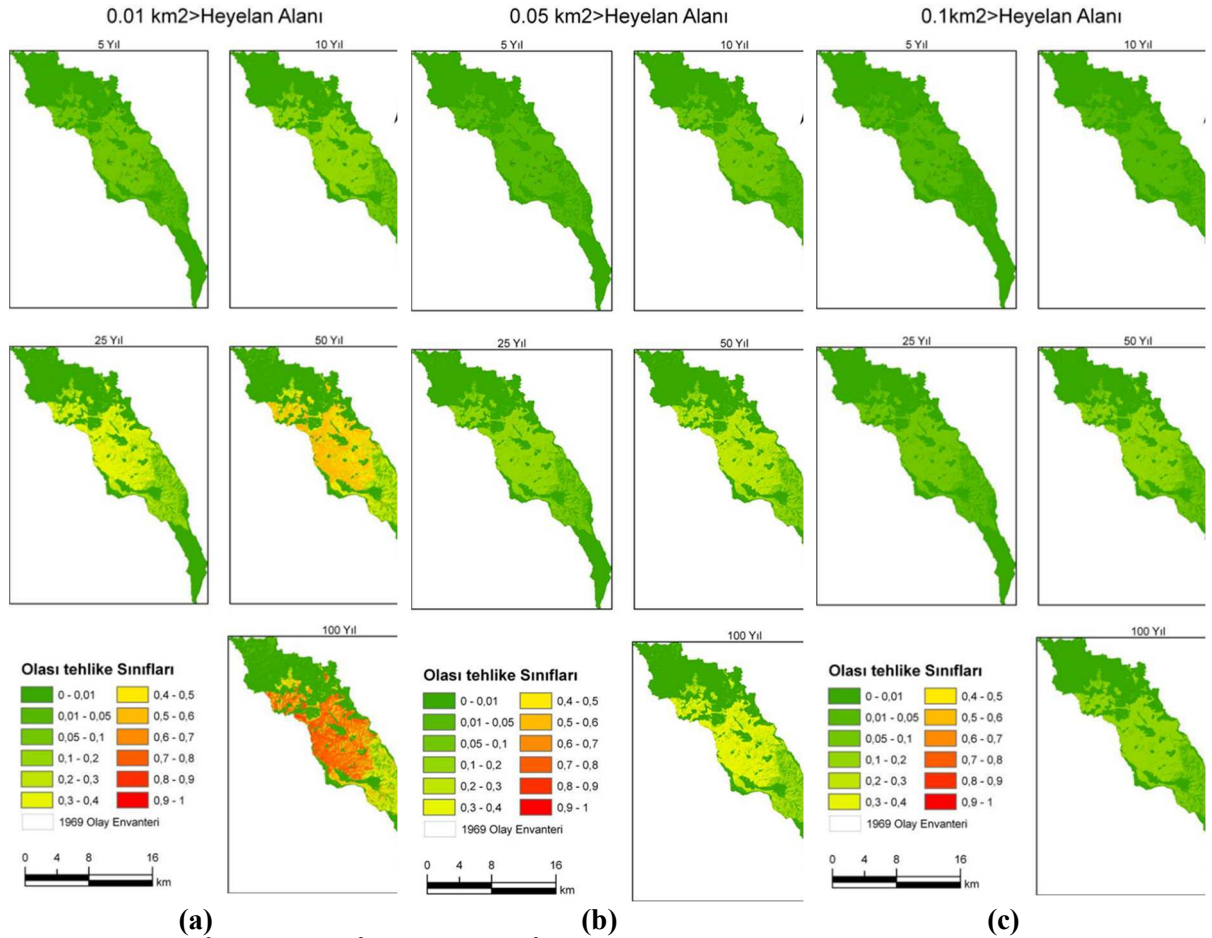 0.01 km2>Heyelan Alanı
5 Yıl
10 Yıl
25 Yıl
50 Yıl
100 Yıl
Olası tehlike Sınıfları
0 - 0,01
0,01 - 0,05
0,05 - 0,1
0,1 - 0,2
0,2 - 0,3
0,3 - 0,4
0,4 - 0,5
0,5 - 0,6
0,6 - 0,7
0,7 - 0,8
0,8 - 0,9
0,9 - 1
1969 Olay Envanteri
0 4 8 16
km
(a)
0.05 km2>Heyelan Alanı
5 Yıl
10 Yıl
25 Yıl
50 Yıl
100 Yıl
Olası tehlike Sınıfları
0 - 0,01
0,01 - 0,05
0,05 - 0,1
0,1 - 0,2
0,2 - 0,3
0,3 - 0,4
0,4 - 0,5
0,5 - 0,6
0,6 - 0,7
0,7 - 0,8
0,8 - 0,9
0,9 - 1
1969 Olay Envanteri
0 4 8 16
km
(b)
0.1km2>Heyelan Alanı
5 Yıl
10 Yıl
25 Yıl
50 Yıl
100 Yıl
Olası tehlike Sınıfları
0 - 0,01
0,01 - 0,05
0,05 - 0,1
0,1 - 0,2
0,2 - 0,3
0,3 - 0,4
0,4 - 0,5
0,5 - 0,6
0,6 - 0,7
0,7 - 0,8
0,8 - 0,9
0,9 - 1
1969 Olay Envanteri
0 4 8 16
km
(c)